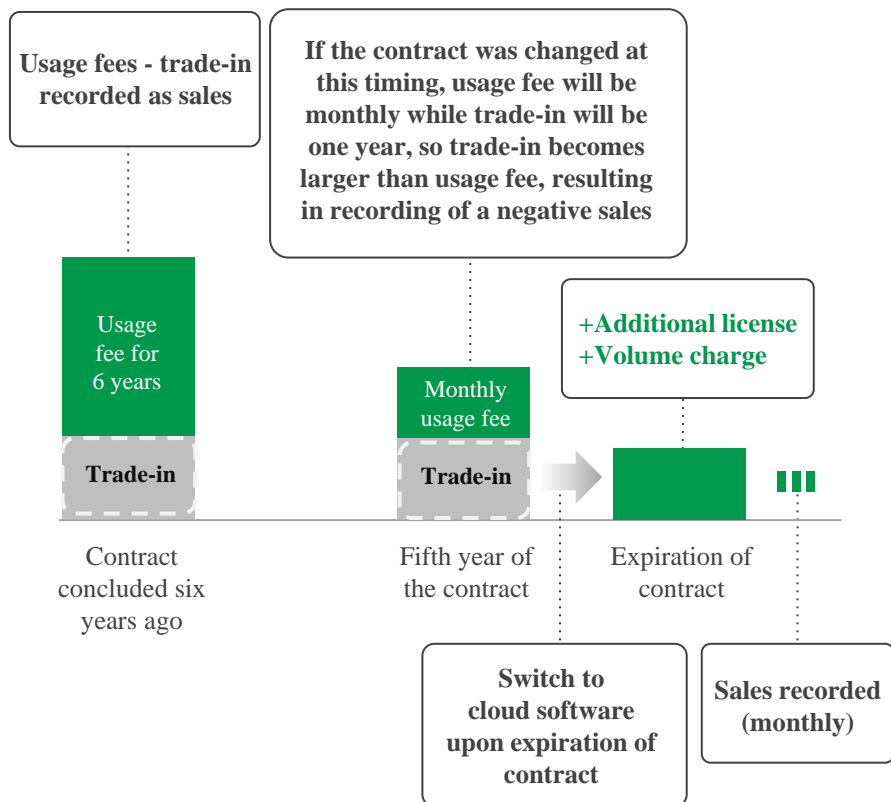 Usage fees - trade-in
recorded as sales
If the contract was changed at
this timing, usage fee will be
monthly while trade-in will be
one year, so trade-in becomes
larger than usage fee, resulting
in recording of a negative sales
Usage
fee for
6 years
Trade-in
Monthly
usage fee
Trade-in
+Additional license
+Volume charge
Contract
concluded six
years ago
Fifth year of
the contract
Expiration of
contract
Switch to
cloud software
upon expiration of
contract
Sales recorded
(monthly)